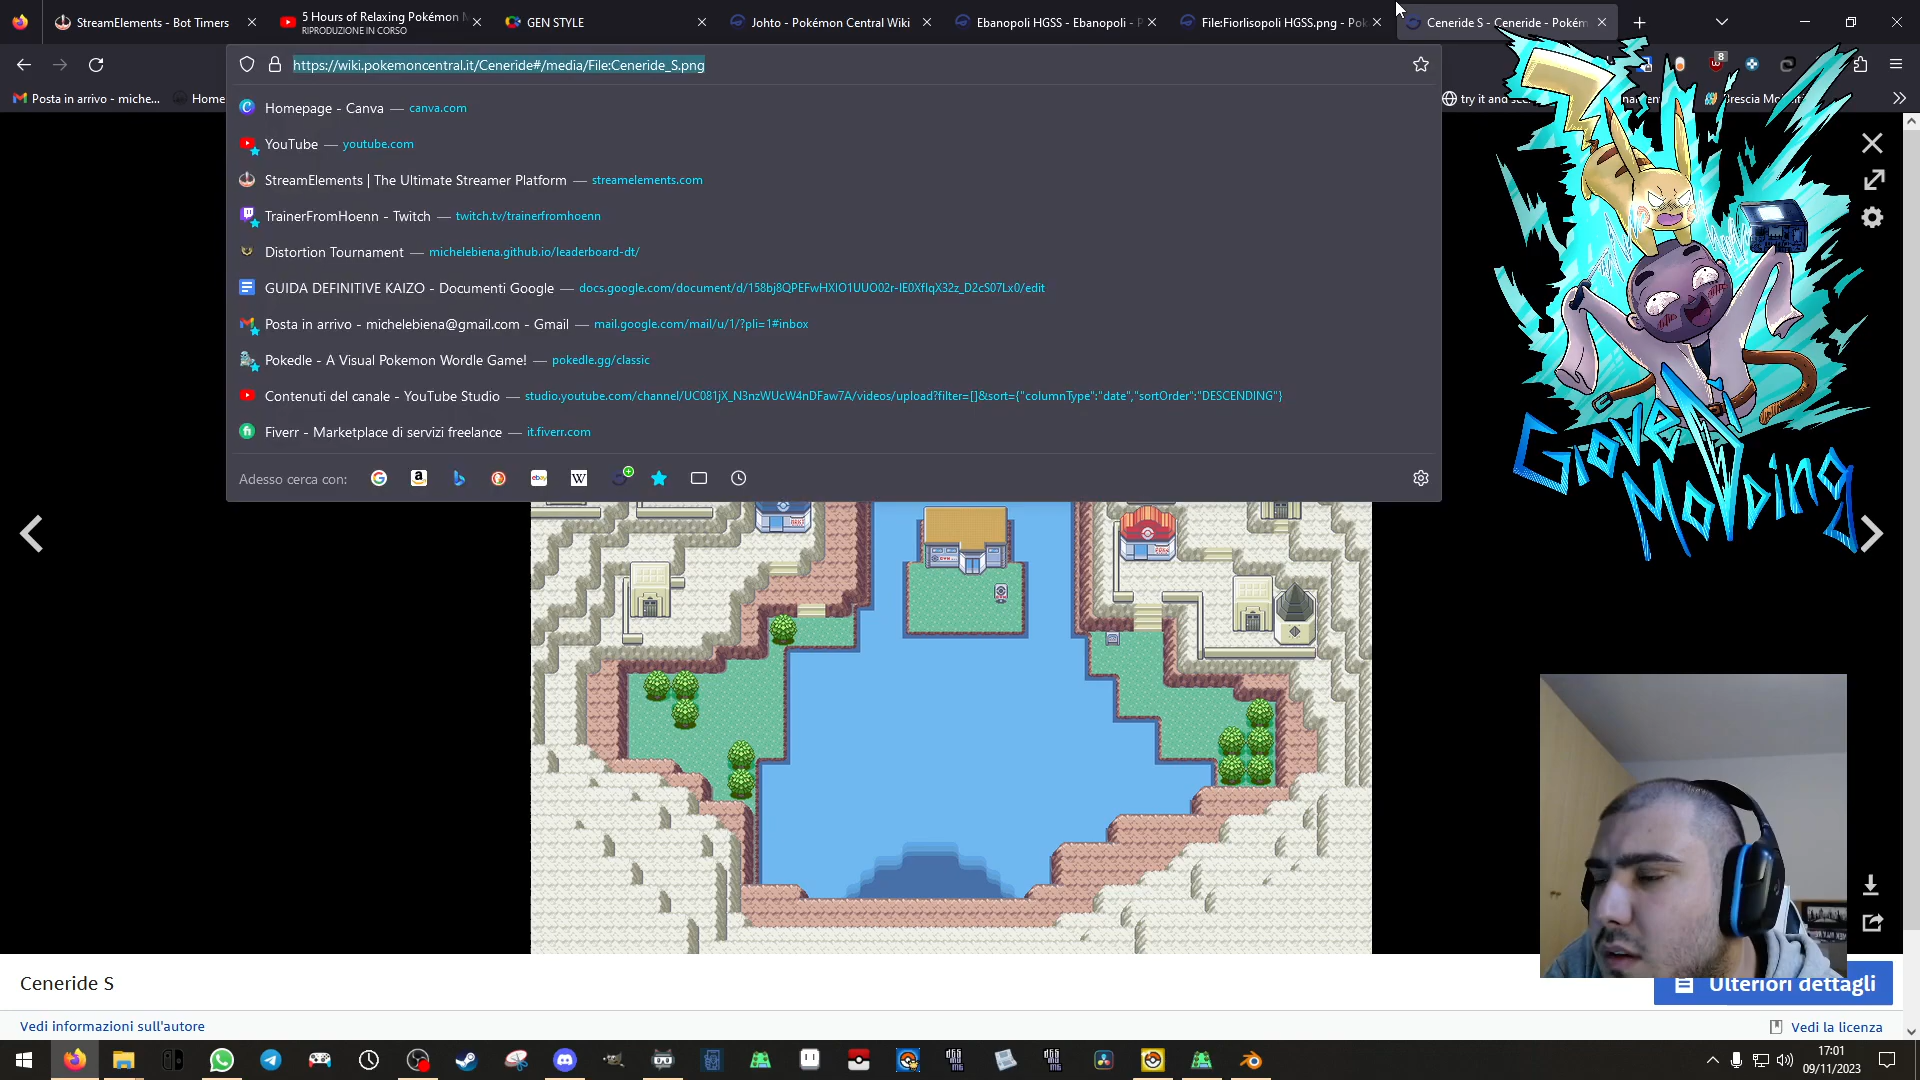 StreamElements - Bot Timers
5 Hours of Relaxing Pokémon M
RIPRODUZIONE IN CORSO
GEN STYLE
Johto - Pokémon Central Wiki
Ebanopoli HGSS - Ebanopoli - P
File:Fiorlisopoli HGSS.png - Pok
Ceneride S - Ceneride - Pokém
https://wiki.pokemoncentral.it/Ceneride#/media/File:Ceneride_S.png
8
Posta in arrivo - miche...
Home
try it and see
Brescia Mo
Homepage - Canva — canva.com
YouTube — youtube.com
StreamElements | The Ultimate Streamer Platform — streamelements.com
TrainerFromHoenn - Twitch — twitch.tv/trainerfromhoenn
Distortion Tournament — michelebiena.github.io/leaderboard-dt/
GUIDA DEFINITIVE KAIZO - Documenti Google — docs.google.com/document/d/158bj8QPEFwHXlO1UUO02r-IE0XfIqX32z_D2cS07Lx0/edit
Posta in arrivo - michelebiena@gmail.com - Gmail — mail.google.com/mail/u/1/?pli=1#inbox
Pokedle - A Visual Pokemon Wordle Game! — pokedle.gg/classic
Contenuti del canale - YouTube Studio — studio.youtube.com/channel/UC081jX_N3nzWUcW4nDFaw7A/videos/upload?filter=[]&sort={"columnType":"date","sortOrder":"DESCENDING"}
Fiverr - Marketplace di servizi freelance — it.fiverr.com
Adesso cerca con:
GioveNMolding
Ceneride S
Ulteriori dettagli
Vedi informazioni sull'autore
Vedi la licenza
17:01
09/11/2023